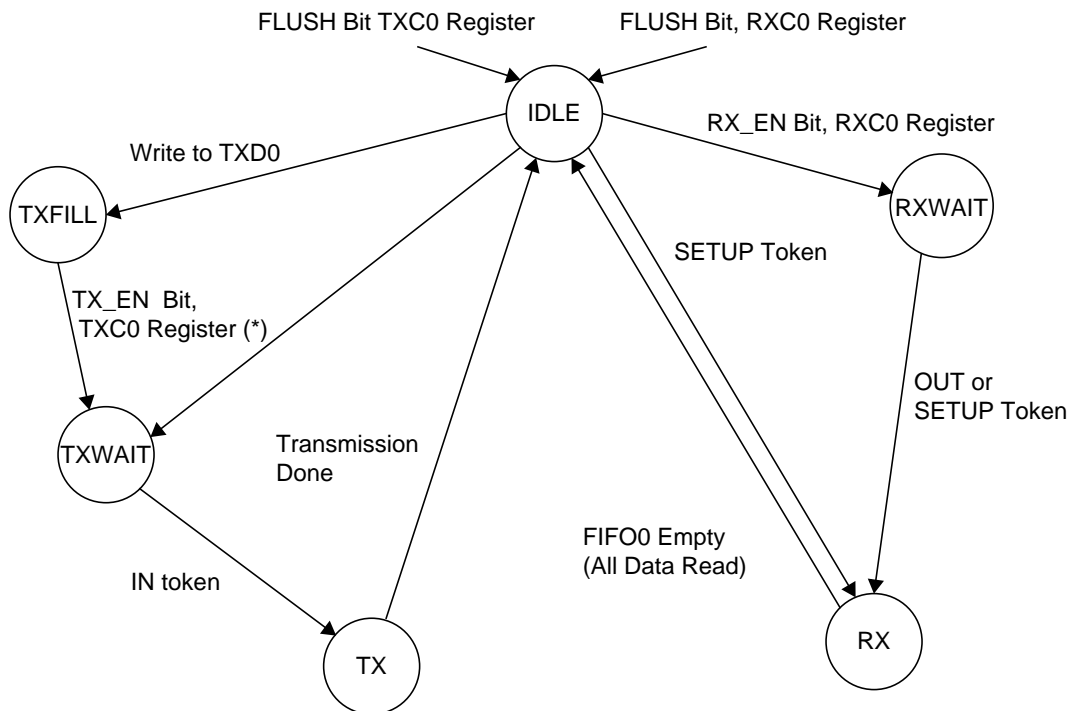 FLUSH Bit TXC0 Register
FLUSH Bit, RXC0 Register
IDLE
RX_EN Bit, RXC0 Register
Write to TXD0
TXFILL
RXWAIT
SETUP Token
TX_EN Bit,
TXC0 Register (*)
OUT or
SETUP Token
TXWAIT
Transmission
Done
FIFO0 Empty
(All Data Read)
IN token
TX
RX